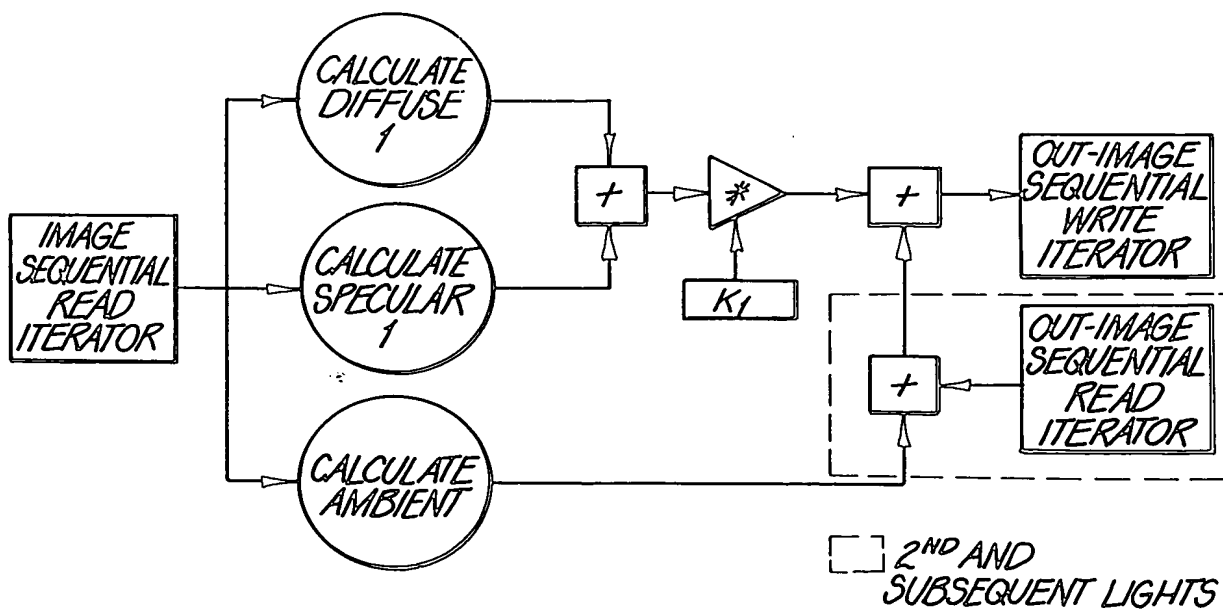 CALCULATE
DIFFUSE
1
IMAGE
SEQUENTIAL
READ
ITERATOR
CALCULATE
SPECULAR
1
CALCULATE
AMBIENT
+
*
K1
+
OUT-IMAGE
SEQUENTIAL
WRITE
ITERATOR
+
OUT-IMAGE
SEQUENTIAL
READ
ITERATOR
2ND AND
SUBSEQUENT LIGHTS